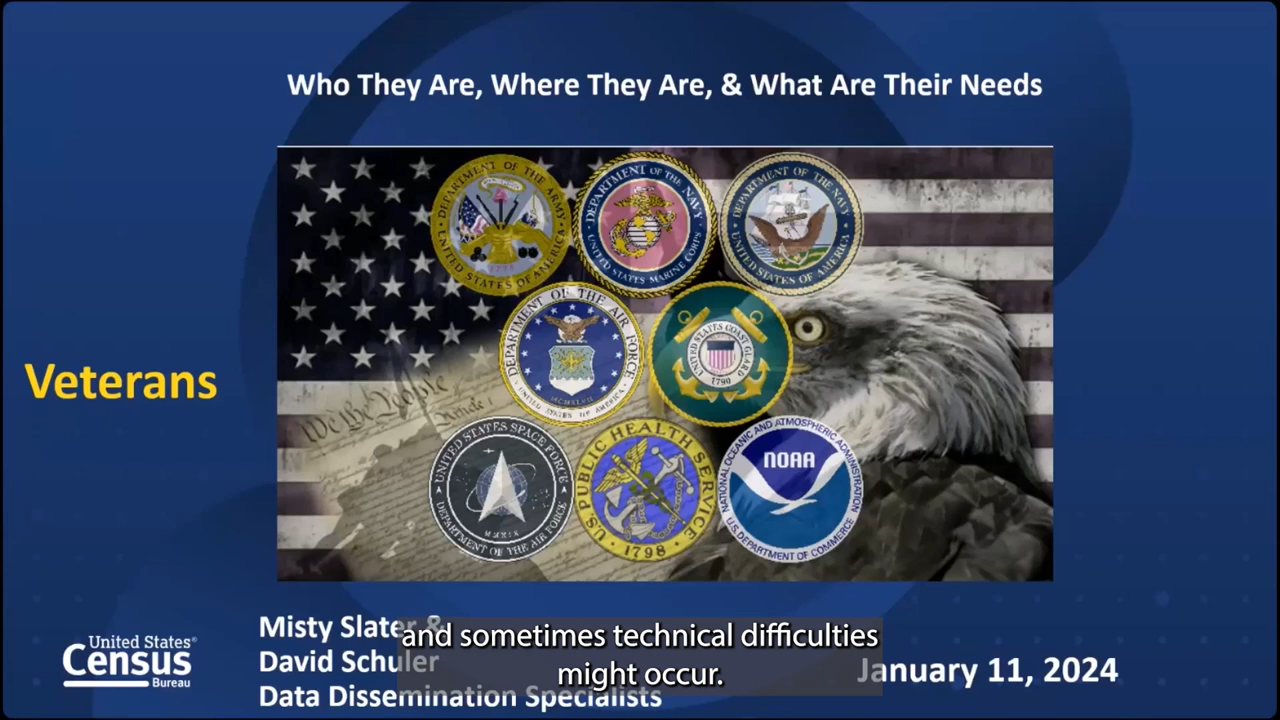 Who They Are, Where They Are, & What Are Their Needs
DEPARTMENT OF THE ARMY
UNITED STATES OF AMERICA
DEPARTMENT OF THE NAVY
UNITED STATES MARINE CORPS
DEPARTMENT OF THE NAVY
UNITED STATES OF AMERICA
DEPARTMENT OF THE AIR FORCE
UNITED STATES OF AMERICA
MCMXLVII
UNITED STATES COAST GUARD
1790
Veterans
We the People
Article I
UNITED STATES SPACE FORCE
MMXIX
DEPARTMENT OF THE AIR FORCE
U.S. PUBLIC HEALTH SERVICE
1798
NATIONAL OCEANIC AND ATMOSPHERIC ADMINISTRATION
NOAA
U.S. DEPARTMENT OF COMMERCE
United States®
Census
Bureau
Misty Slater &
David Schuler
Data Dissemination Specialists
and sometimes technical difficulties
might occur.
January 11, 2024